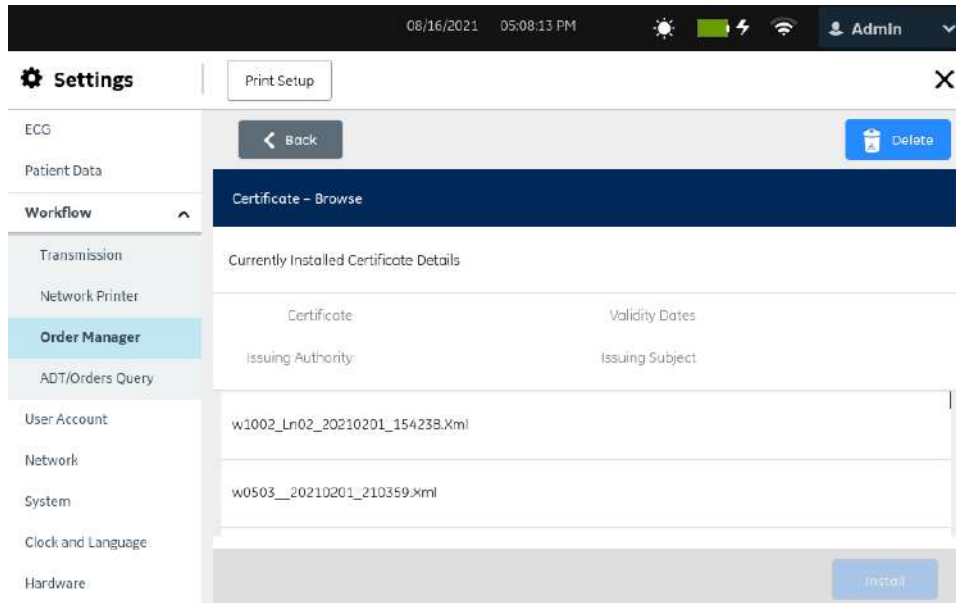 08/16/2021 05:08:13 PM Admin
Settings
Print Setup
ECG
Patient Data
Workflow
Transmission
Network Printer
Order Manager
ADT/Orders Query
User Account
Network
System
Clock and Language
Hardware
Back
Delete
Certificate – Browse
Currently Installed Certificate Details
Certificate Validity Dates
Issuing Authority Issuing Subject
w1002_Ln02_20210201_154238.Xml
w0503__20210201_210359.Xml
Install